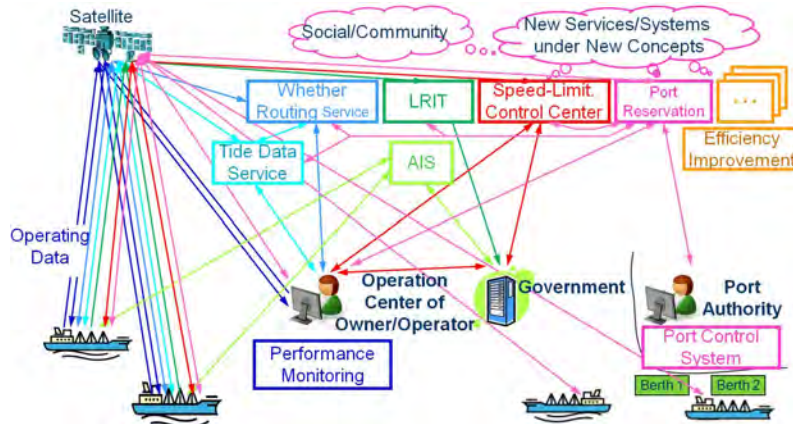 Satellite
Social/Community
New Services/Systems
under New Concepts
Whether
Routing Service
LRIT
Speed-Limit.
Control Center
Port
Reservation
...
Efficiency
Improvement
Tide Data
Service
AIS
Operating
Data
Operation
Center of
Owner/Operator
Government
Port
Authority
Performance
Monitoring
Port Control
System
Berth 1
Berth 2